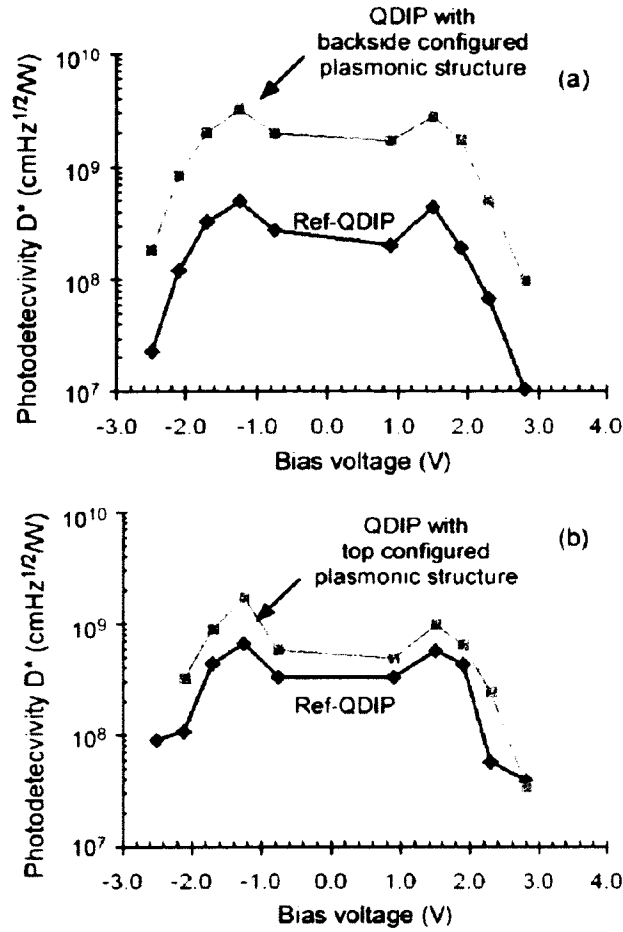 QDIP with
backside configured
plasmonic structure
(a)
Ref-QDIP
Photodetecvivity D* (cmHz^1/2/W)
10^10
10^9
10^8
10^7
-3.0 -2.0 -1.0 0.0 1.0 2.0 3.0 4.0
Bias voltage (V)
QDIP with
top configured
plasmonic structure
(b)
Ref-QDIP
Photodetecvivity D* (cmHz^1/2/W)
10^10
10^9
10^8
10^7
-3.0 -2.0 -1.0 0.0 1.0 2.0 3.0 4.0
Bias voltage (V)